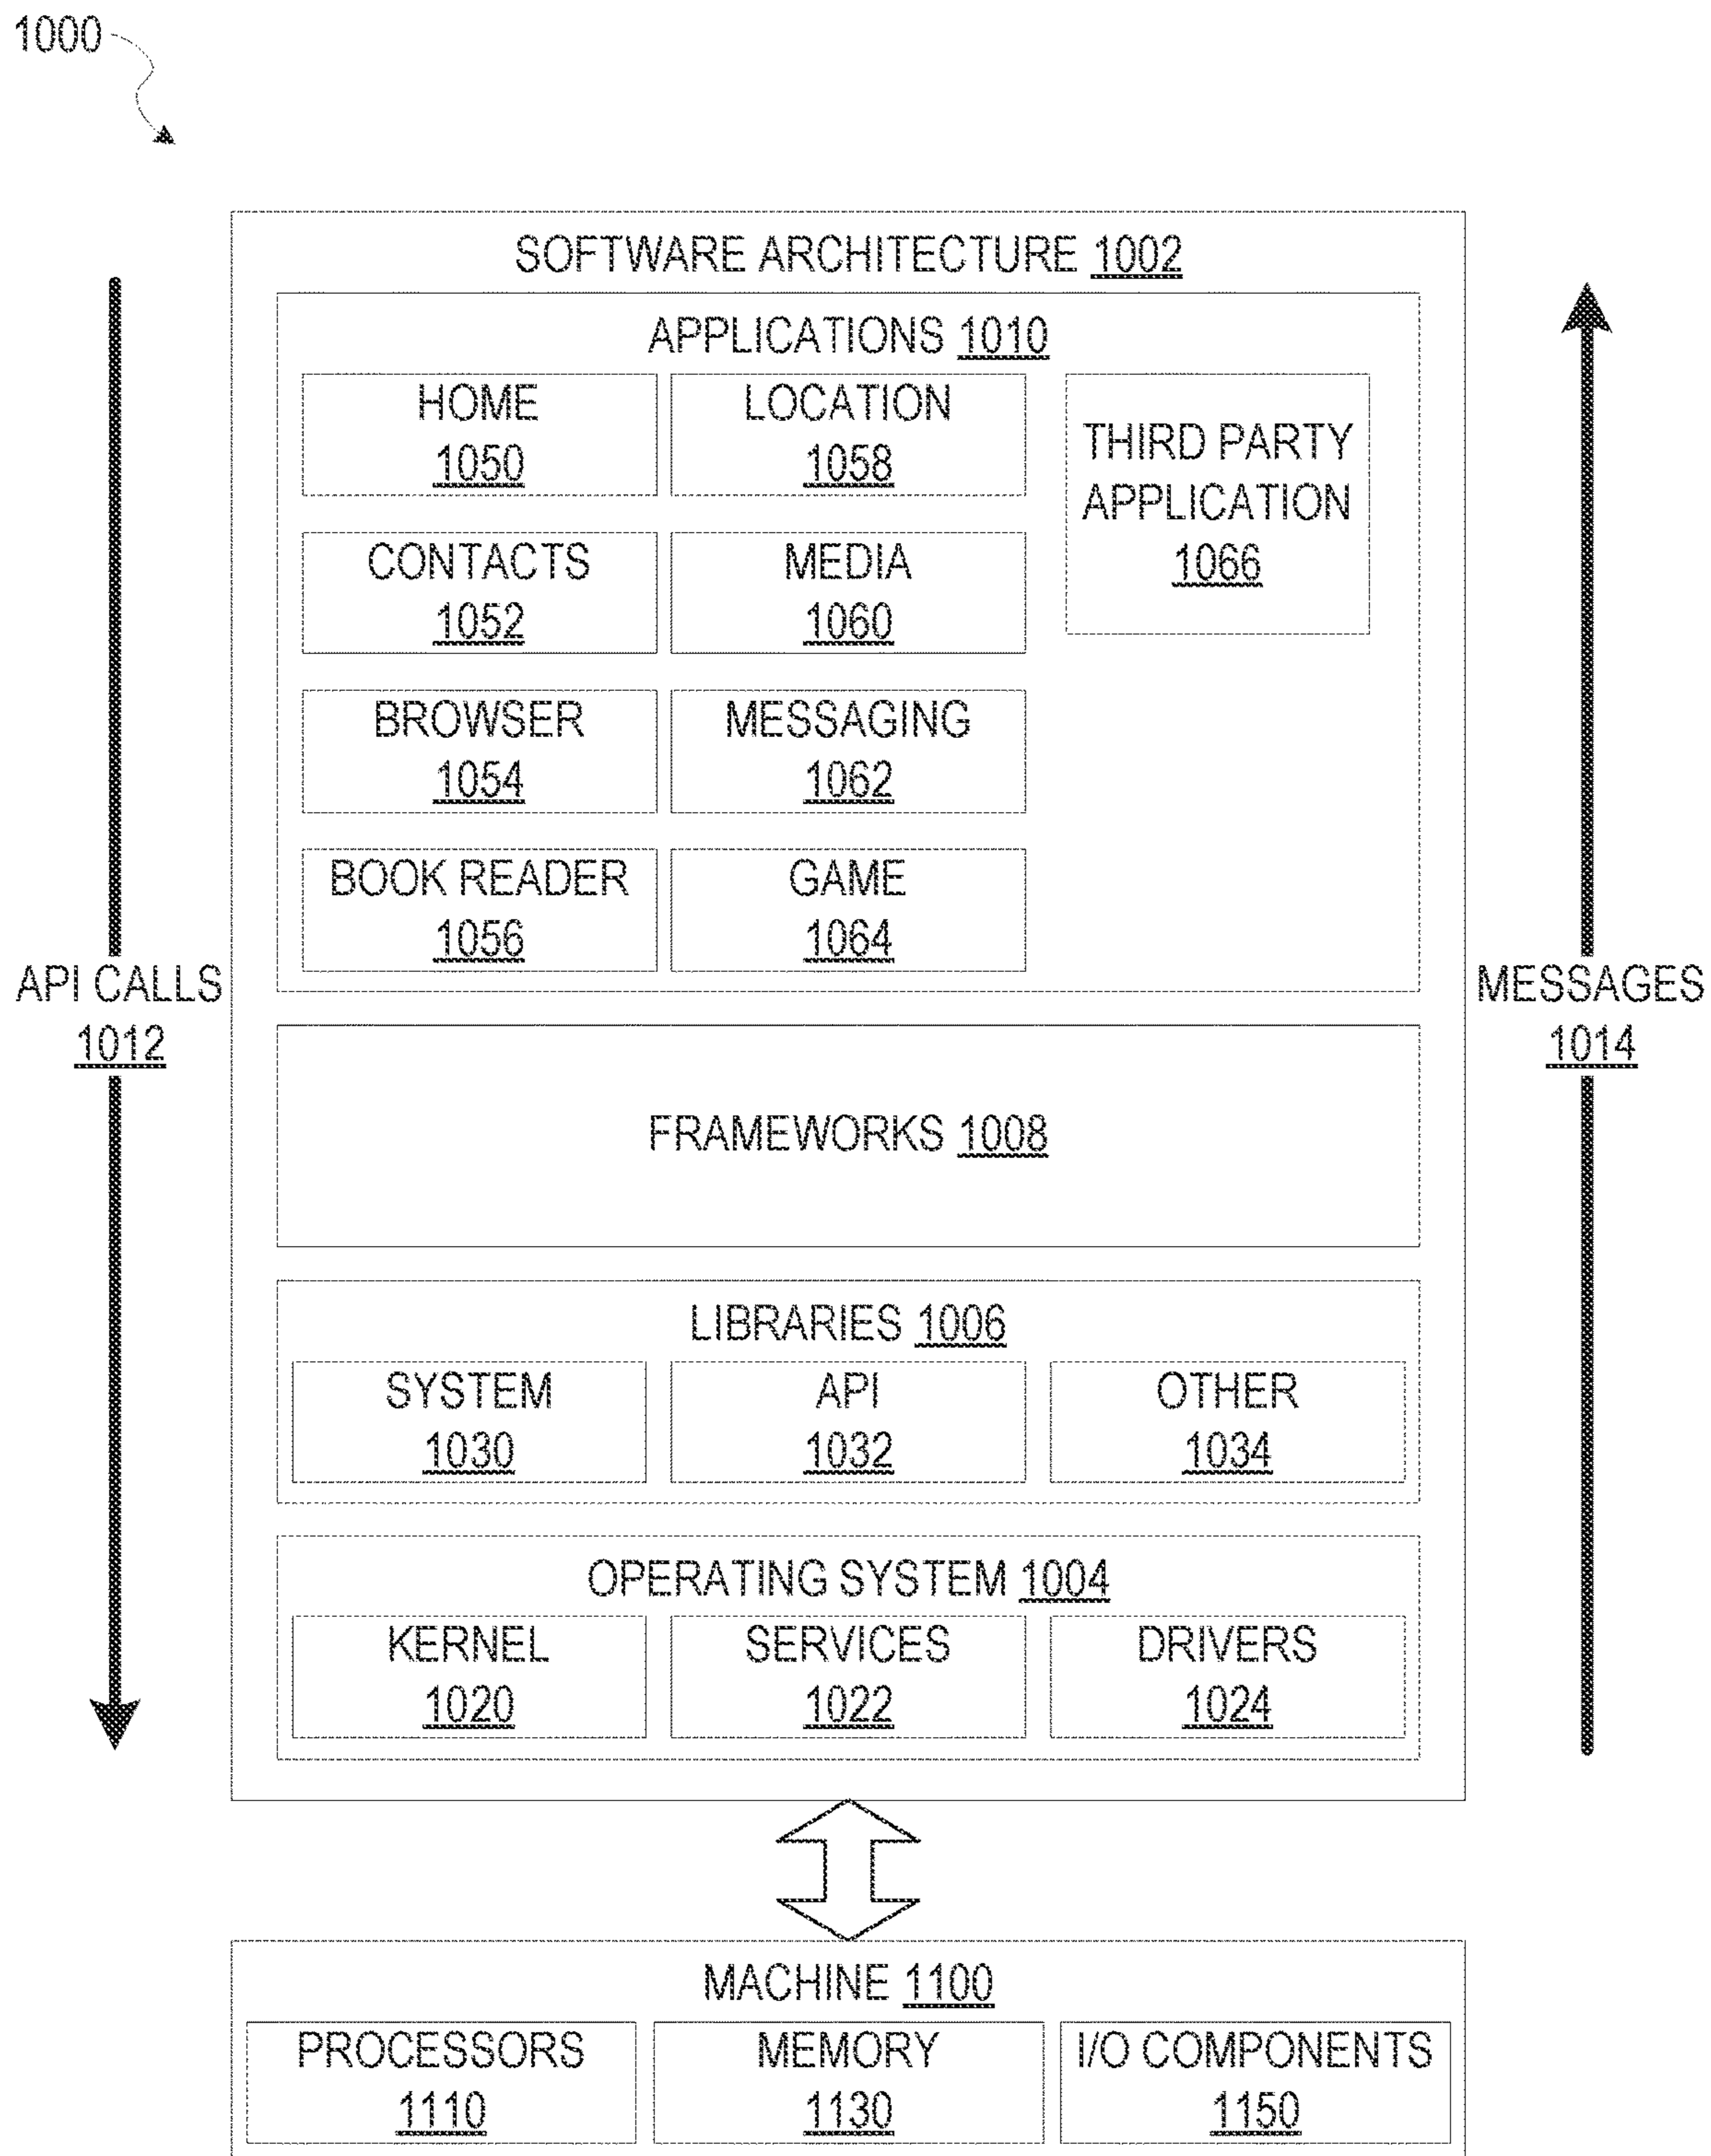 1000
SOFTWARE ARCHITECTURE 1002
APPLICATIONS 1010
HOME
1050
LOCATION
1058
THIRD PARTY
APPLICATION
1066
CONTACTS
1052
MEDIA
1060
BROWSER
1054
MESSAGING
1062
BOOK READER
1056
GAME
1064
API CALLS
1012
MESSAGES
1014
FRAMEWORKS 1008
LIBRARIES 1006
SYSTEM
1030
API
1032
OTHER
1034
OPERATING SYSTEM 1004
KERNEL
1020
SERVICES
1022
DRIVERS
1024
MACHINE 1100
PROCESSORS
1110
MEMORY
1130
I/O COMPONENTS
1150